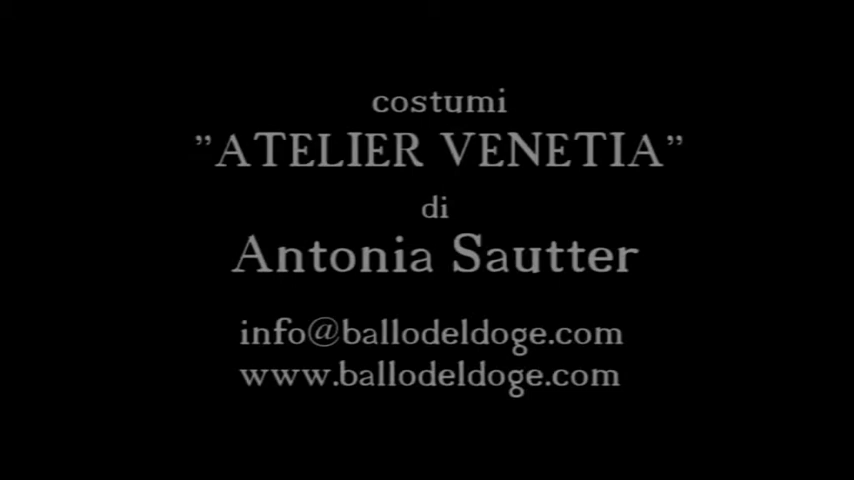 costumi
"ATELIER VENETIA"
di
Antonia Sautter
info@ballodeldoge.com
www.ballodeldoge.com